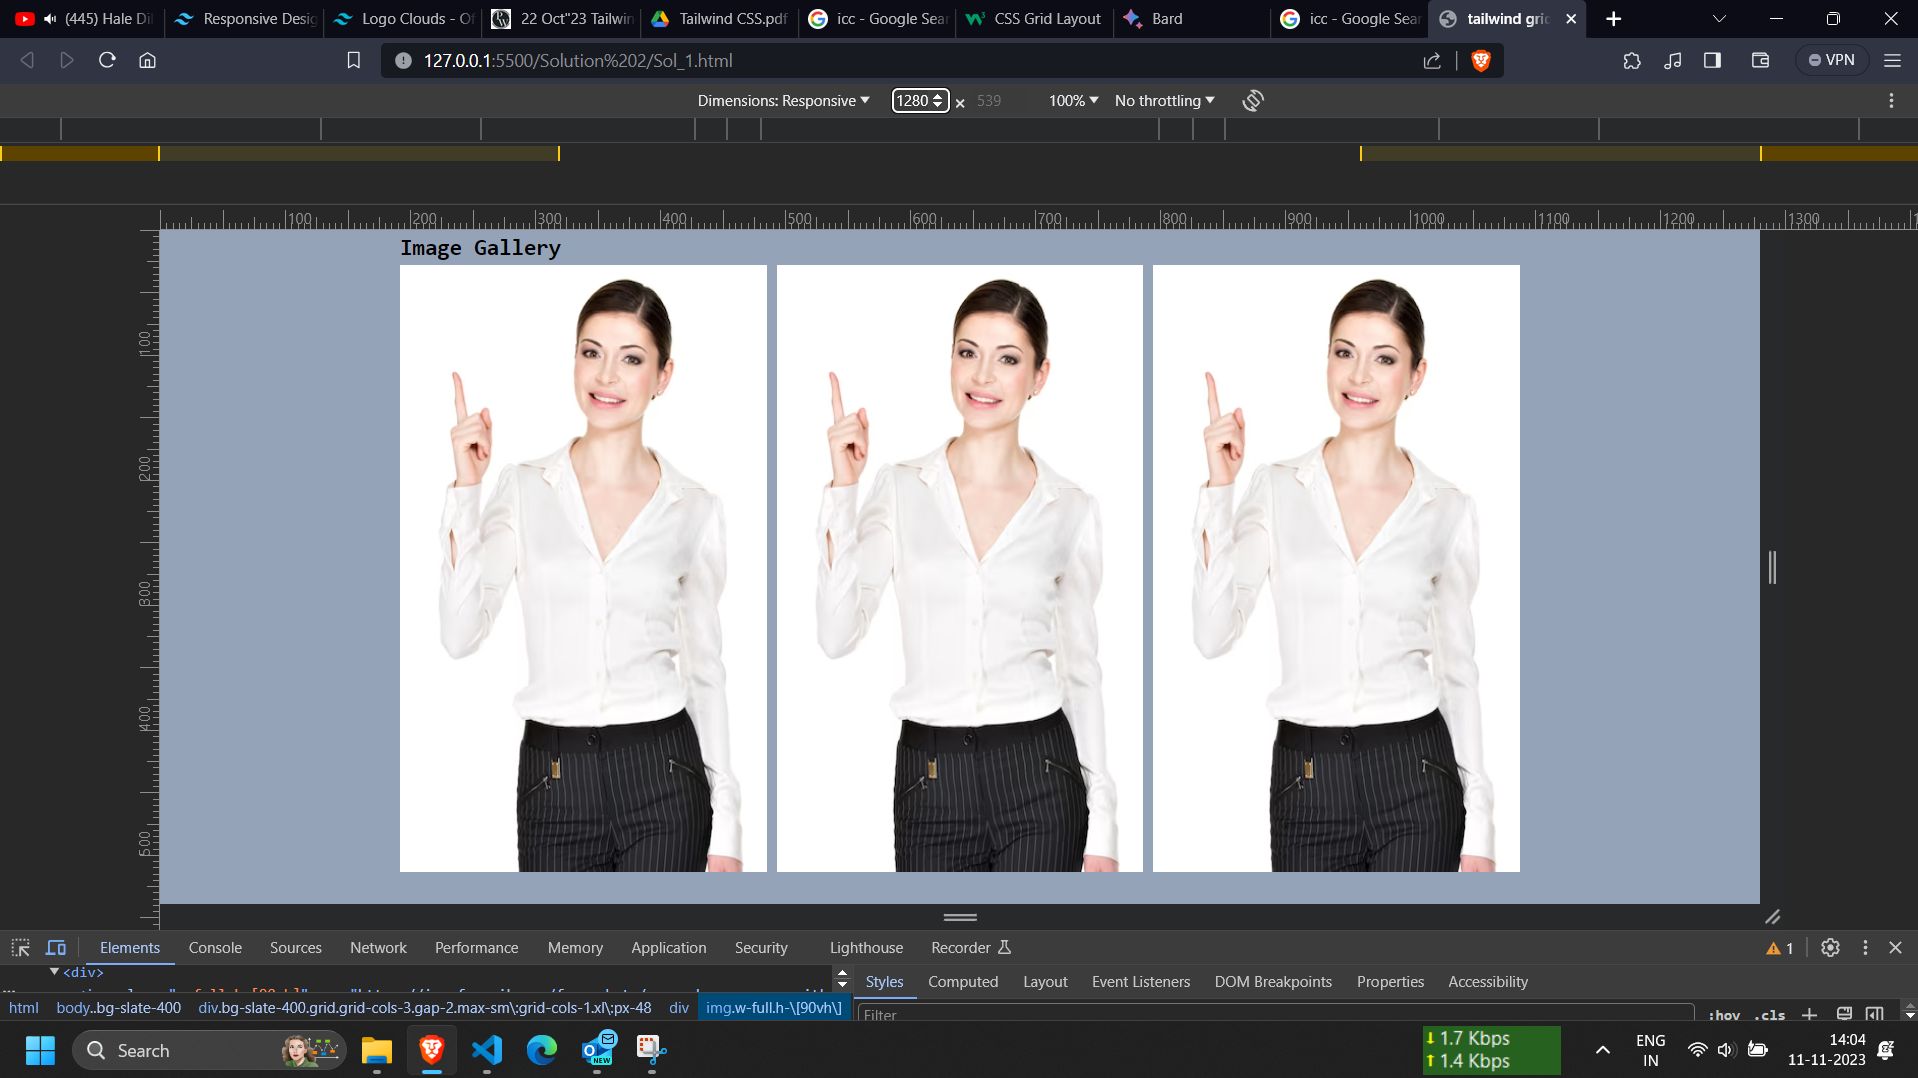 (445) Hale Dil
Responsive Desig
Logo Clouds - Of
22 Oct"23 Tailwin
Tailwind CSS.pdf
icc - Google Sear
CSS Grid Layout
Bard
icc - Google Sear
tailwind grid
127.0.0.1:5500/Solution%202/Sol_1.html
VPN
Dimensions: Responsive
1280 × 539
100%
No throttling
100 200 300 400 500 600 700 800 900 1000 1100 1200 1300
100
200
300
400
500
Image Gallery
Elements Console Sources Network Performance Memory Application Security Lighthouse Recorder
1
<div>
Styles Computed Layout Event Listeners DOM Breakpoints Properties Accessibility
html body.bg-slate-400 div.bg-slate-400.grid.grid-cols-3.gap-2.max-sm\:grid-cols-1.xl\:px-48 div img.w-full.h-\[90vh\]
Filter
:hov .cls
Search
NEW
1.7 Kbps
1.4 Kbps
ENG
IN
14:04
11-11-2023